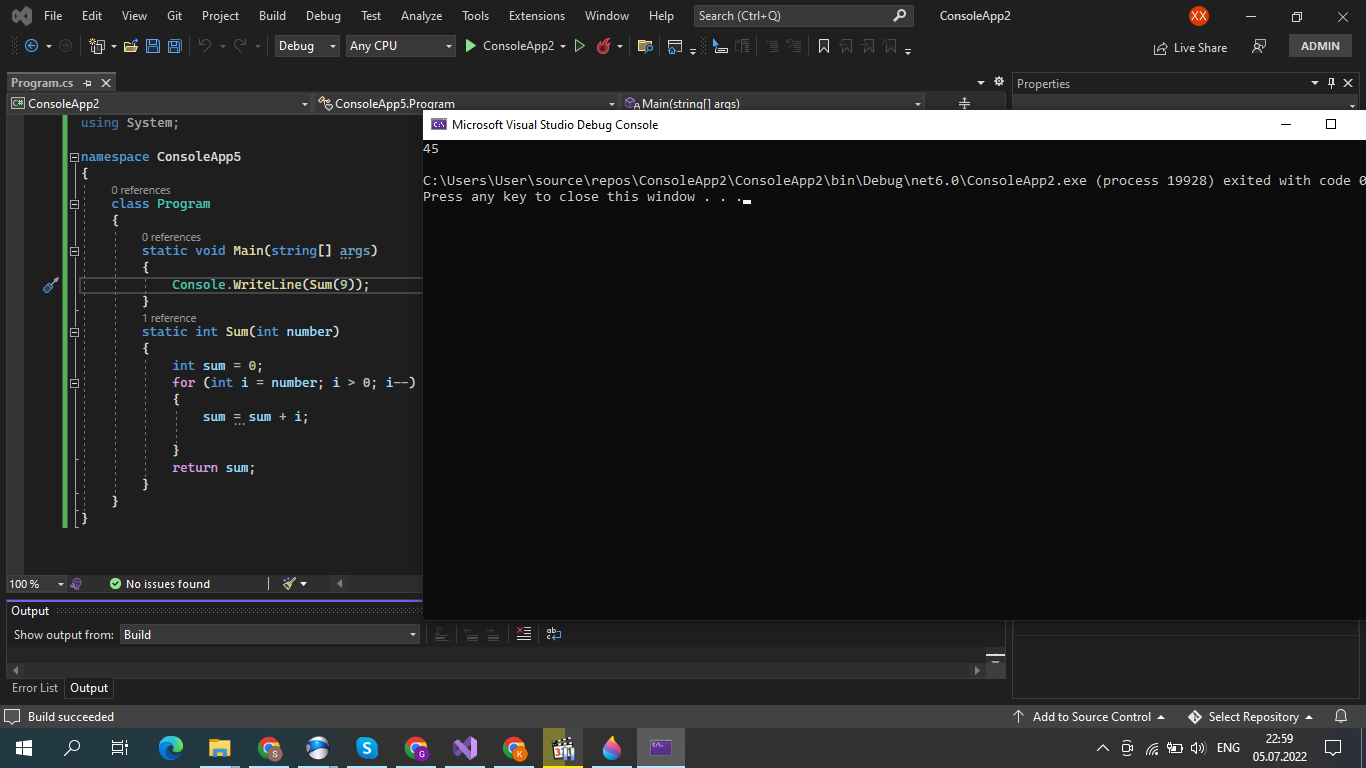 File Edit View Git Project Build Debug Test Analyze Tools Extensions Window Help Search (Ctrl+Q) ConsoleApp2 XX
Debug Any CPU ConsoleApp2 Live Share ADMIN
Program.cs Properties
C# ConsoleApp2 ConsoleApp5.Program Main(string[] args)
Microsoft Visual Studio Debug Console
45
C:\Users\User\source\repos\ConsoleApp2\ConsoleApp2\bin\Debug\net6.0\ConsoleApp2.exe (process 19928) exited with code 0
Press any key to close this window . . .
using System;
namespace ConsoleApp5
{
0 references
class Program
{
0 references
static void Main(string[] args)
{
Console.WriteLine(Sum(9));
}
1 reference
static int Sum(int number)
{
int sum = 0;
for (int i = number; i > 0; i--)
{
sum = sum + i;
}
return sum;
}
}
}
100 % No issues found
Output
Show output from: Build
Error List Output
Build succeeded Add to Source Control Select Repository
ENG 22:59
05.07.2022